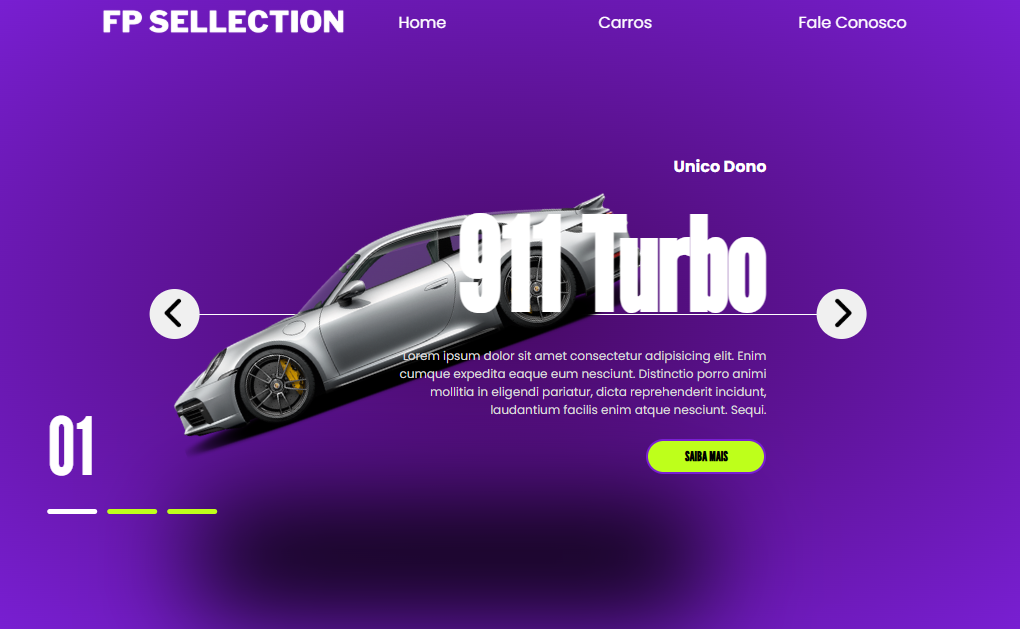 FP SELLECTION
Home
Carros
Fale Conosco
Unico Dono
911 Turbo
Lorem ipsum dolor sit amet consectetur adipisicing elit. Enim
cumque expedita eaque eum nesciunt. Distinctio porro animi
mollitia in eligendi pariatur, dicta reprehenderit incidunt,
laudantium facilis enim atque nesciunt. Sequi.
SAIBA MAIS
01